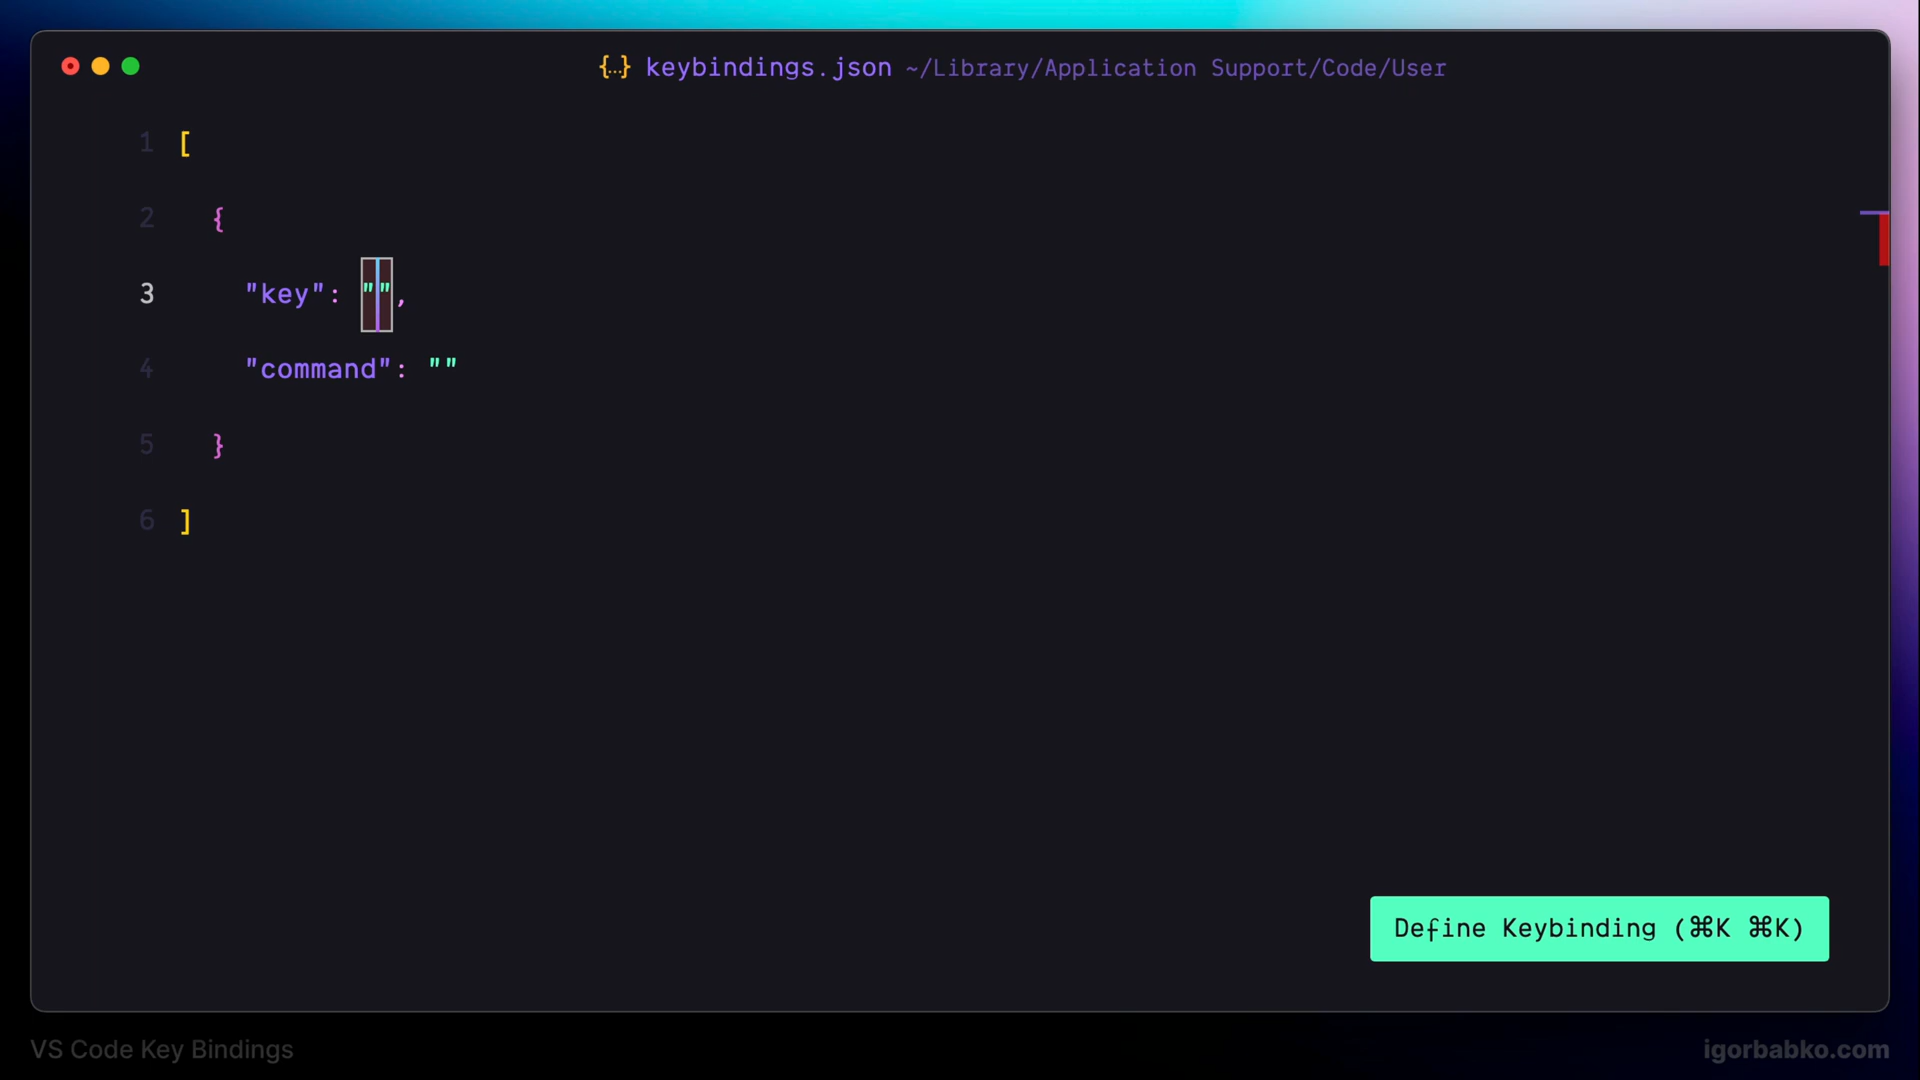 {...} keybindings.json ~/Library/Application Support/Code/User
1 [
2 {
3 "key": "",
4 "command": ""
5 }
6 ]
Define Keybinding (⌘K ⌘K)
VS Code Key Bindings
igorbabko.com